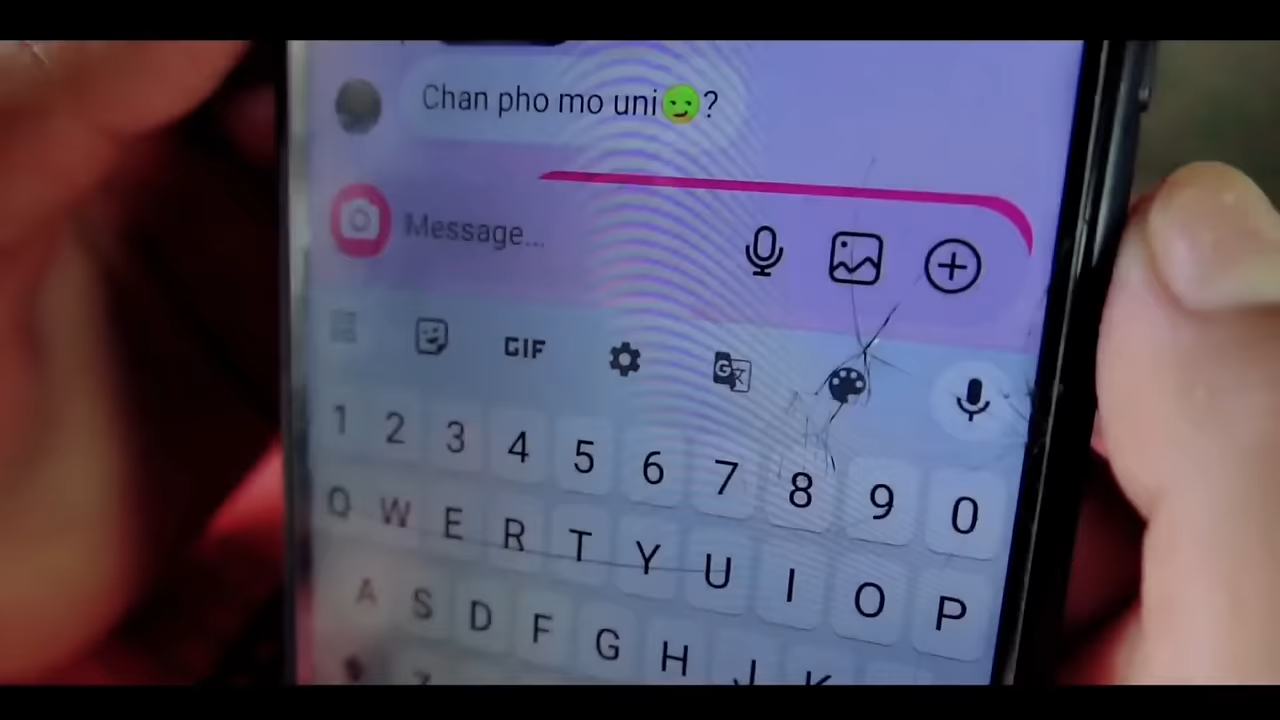 Chan pho mo uni😏?
Message...
GIF
1 2 3 4 5 6 7 8 9 0
Q W E R T Y U I O P
A S D F G H J K
Z